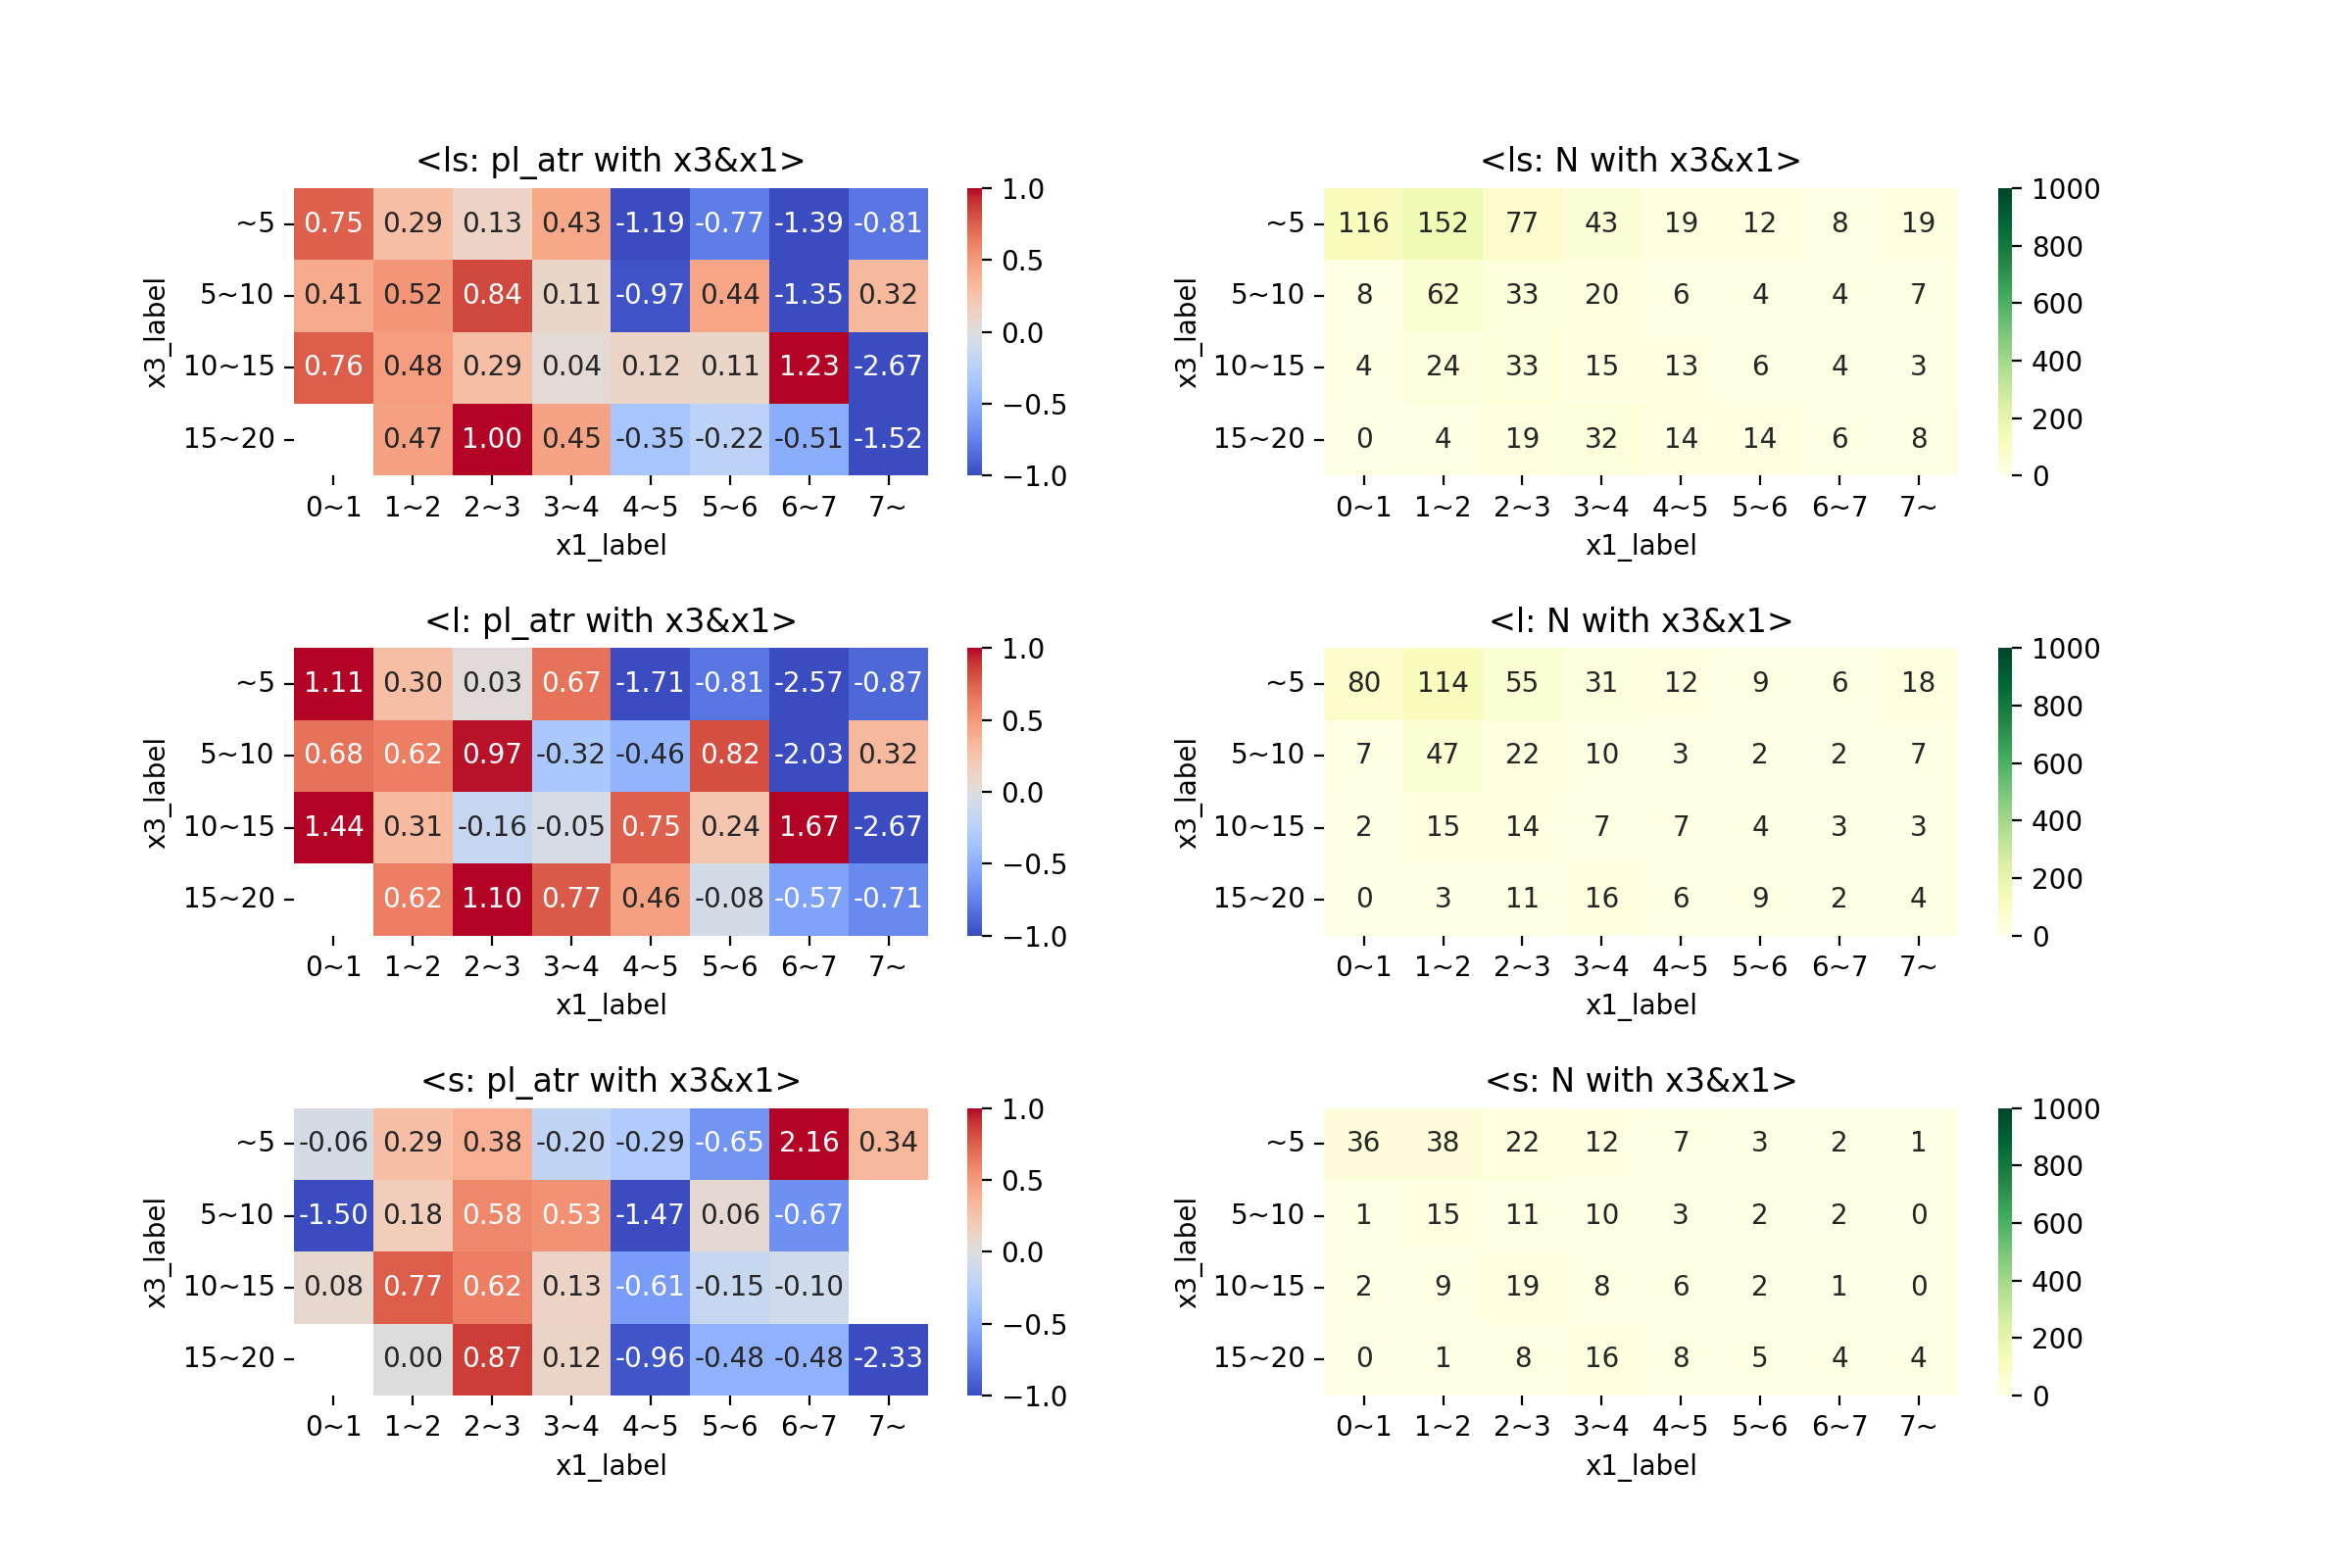 <ls: pl_atr with x3&x1>
x3_label
~5 0.75 0.29 0.13 0.43 -1.19 -0.77 -1.39 -0.81
5~10 0.41 0.52 0.84 0.11 -0.97 0.44 -1.35 0.32
10~15 0.76 0.48 0.29 0.04 0.12 0.11 1.23 -2.67
15~20 0.47 1.00 0.45 -0.35 -0.22 -0.51 -1.52
0~1 1~2 2~3 3~4 4~5 5~6 6~7 7~
x1_label
1.0
0.5
0.0
−0.5
−1.0
<ls: N with x3&x1>
x3_label
~5 116 152 77 43 19 12 8 19
5~10 8 62 33 20 6 4 4 7
10~15 4 24 33 15 13 6 4 3
15~20 0 4 19 32 14 14 6 8
0~1 1~2 2~3 3~4 4~5 5~6 6~7 7~
x1_label
1000
800
600
400
200
0
<l: pl_atr with x3&x1>
x3_label
~5 1.11 0.30 0.03 0.67 -1.71 -0.81 -2.57 -0.87
5~10 0.68 0.62 0.97 -0.32 -0.46 0.82 -2.03 0.32
10~15 1.44 0.31 -0.16 -0.05 0.75 0.24 1.67 -2.67
15~20 0.62 1.10 0.77 0.46 -0.08 -0.57 -0.71
0~1 1~2 2~3 3~4 4~5 5~6 6~7 7~
x1_label
1.0
0.5
0.0
−0.5
−1.0
<l: N with x3&x1>
x3_label
~5 80 114 55 31 12 9 6 18
5~10 7 47 22 10 3 2 2 7
10~15 2 15 14 7 7 4 3 3
15~20 0 3 11 16 6 9 2 4
0~1 1~2 2~3 3~4 4~5 5~6 6~7 7~
x1_label
1000
800
600
400
200
0
<s: pl_atr with x3&x1>
x3_label
~5 -0.06 0.29 0.38 -0.20 -0.29 -0.65 2.16 0.34
5~10 -1.50 0.18 0.58 0.53 -1.47 0.06 -0.67
10~15 0.08 0.77 0.62 0.13 -0.61 -0.15 -0.10
15~20 0.00 0.87 0.12 -0.96 -0.48 -0.48 -2.33
0~1 1~2 2~3 3~4 4~5 5~6 6~7 7~
x1_label
1.0
0.5
0.0
−0.5
−1.0
<s: N with x3&x1>
x3_label
~5 36 38 22 12 7 3 2 1
5~10 1 15 11 10 3 2 2 0
10~15 2 9 19 8 6 2 1 0
15~20 0 1 8 16 8 5 4 4
0~1 1~2 2~3 3~4 4~5 5~6 6~7 7~
x1_label
1000
800
600
400
200
0